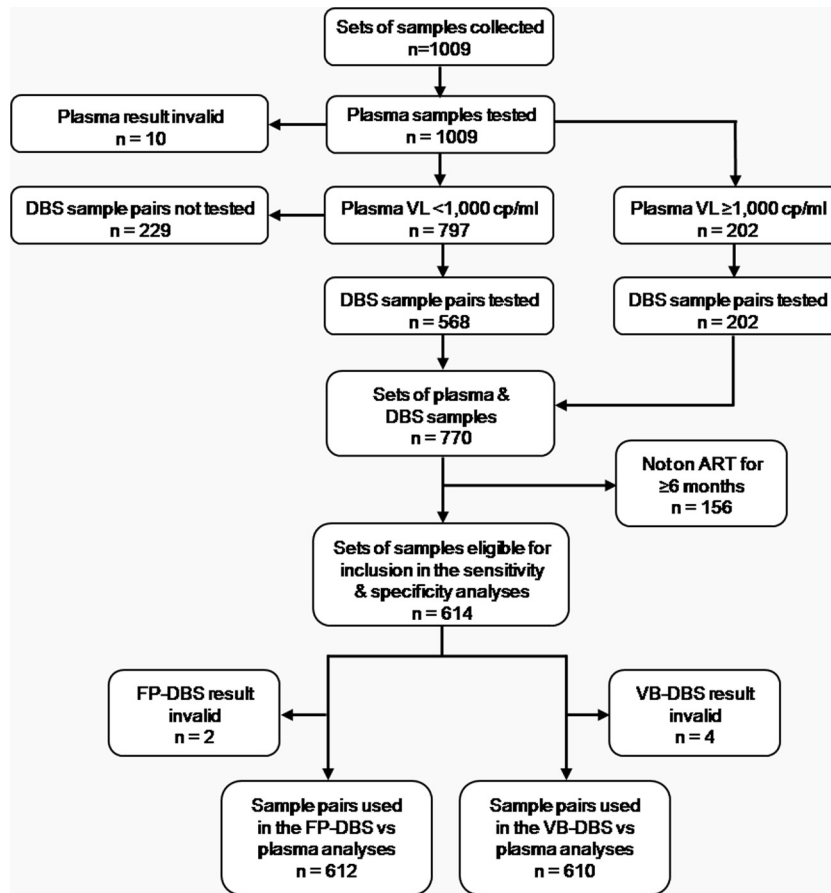 Sets of samples collected
n=1009
Plasma result invalid
n = 10
Plasma samples tested
n = 1009
DBS sample pairs not tested
n = 229
Plasma VL <1,000 cp/ml
n = 797
Plasma VL ≥1,000 cp/ml
n = 202
DBS sample pairs tested
n = 568
DBS sample pairs tested
n = 202
Sets of plasma &
DBS samples
n = 770
Not on ART for
≥6 months
n = 156
Sets of samples eligible for
inclusion in the sensitivity
& specificity analyses
n = 614
FP-DBS result
invalid
n = 2
VB-DBS result
invalid
n = 4
Sample pairs used
in the FP-DBS vs
plasma analyses
n = 612
Sample pairs used
in the VB-DBS vs
plasma analyses
n = 610